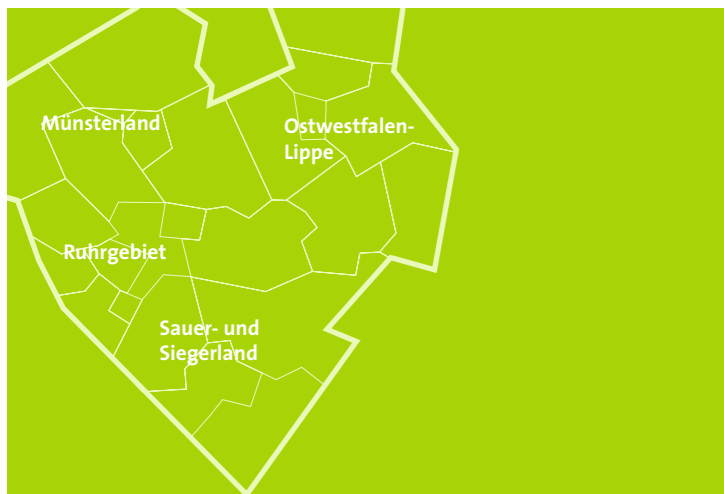 Münsterland
Ostwestfalen-
Lippe
Ruhrgebiet
Sauer- und
Siegerland